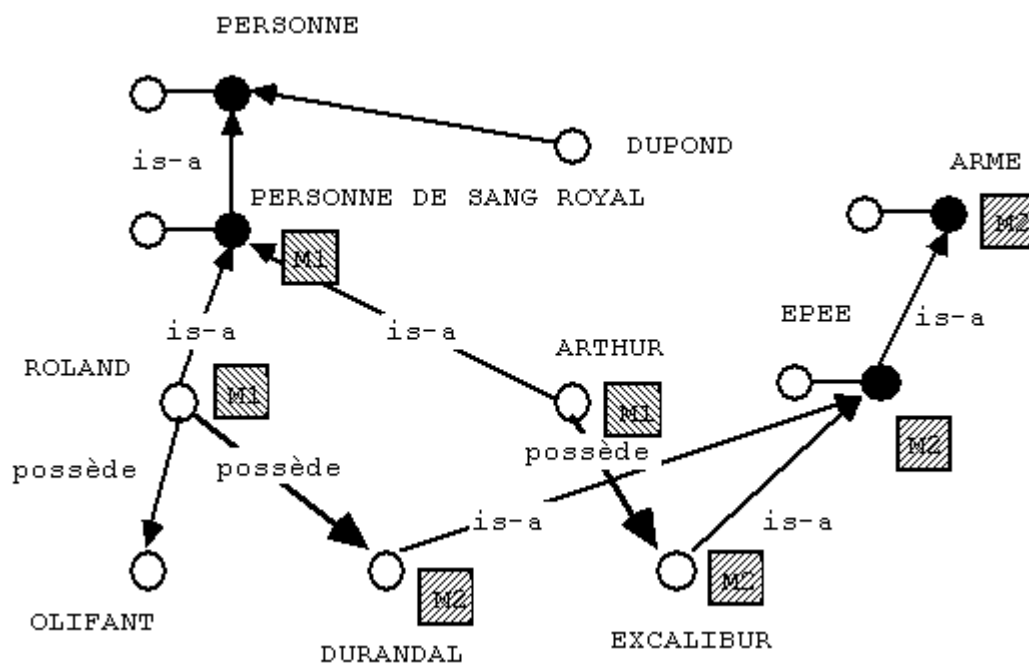 PERSONNE
DUPOND
is-a
ARME
PERSONNE DE SANG ROYAL
M2
M1
is-a
is-a
EPEE
is-a
ROLAND
ARTHUR
M1
M1
possède
possède
possède
M2
is-a
is-a
M2
M2
OLIFANT
DURANDAL
EXCALIBUR